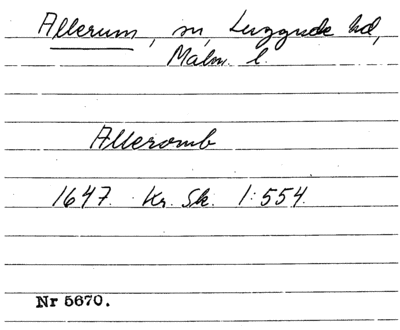 Allerum, sn, Luggude hd,
Malm. l.
Alleromb
1647. Kr. Sk. 1:554.
Nr 5670.